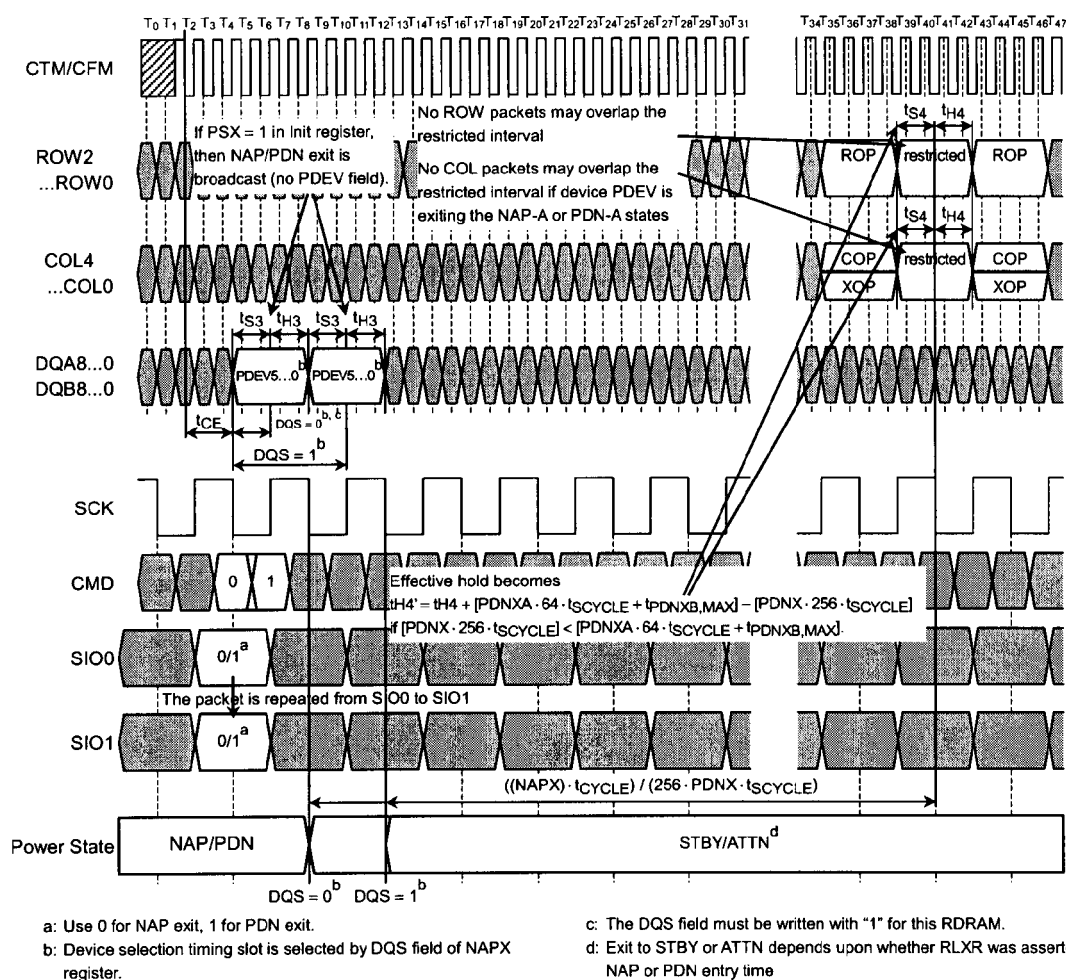 T0 T1 T2 T3 T4 T5 T6 T7 T8 T9 T10 T11 T12 T13 T14 T15 T16 T17 T18 T19 T20 T21 T22 T23 T24 T25 T26 T27 T28 T29 T30 T31 T34 T35 T36 T37 T38 T39 T40 T41 T42 T43 T44 T45 T46 T47
CTM/CFM
If PSX = 1 in Init register,
then NAP/PDN exit is
broadcast (no PDEV field).
No ROW packets may overlap the
restricted interval
No COL packets may overlap the
restricted interval if device PDEV is
exiting the NAP-A or PDN-A states
tS4 tH4
ROW2
...ROW0
ROP restricted ROP
tS4 tH4
COL4
...COL0
COP restricted COP
XOP XOP
tS3 tH3 tS3 tH3
DQA8...0
DQB8...0
PDEV5...0b PDEV5...0b
tCE DQS = 0b, c
DQS = 1b
SCK
CMD
0 1
Effective hold becomes
tH4' = tH4 + [PDNXA · 64 · tSCYCLE + tPDNXB,MAX] – [PDNX · 256 · tSCYCLE]
if [PDNX · 256 · tSCYCLE] < [PDNXA · 64 · tSCYCLE + tPDNXB,MAX].
SIO0
0/1a
The packet is repeated from SIO0 to SIO1
SIO1
0/1a
((NAPX) · tCYCLE) / (256 · PDNX · tSCYCLE)
Power State
NAP/PDN
STBY/ATTNd
DQS = 0b DQS = 1b
a: Use 0 for NAP exit, 1 for PDN exit.
b: Device selection timing slot is selected by DQS field of NAPX
register.
c: The DQS field must be written with “1” for this RDRAM.
d: Exit to STBY or ATTN depends upon whether RLXR was assert
NAP or PDN entry time